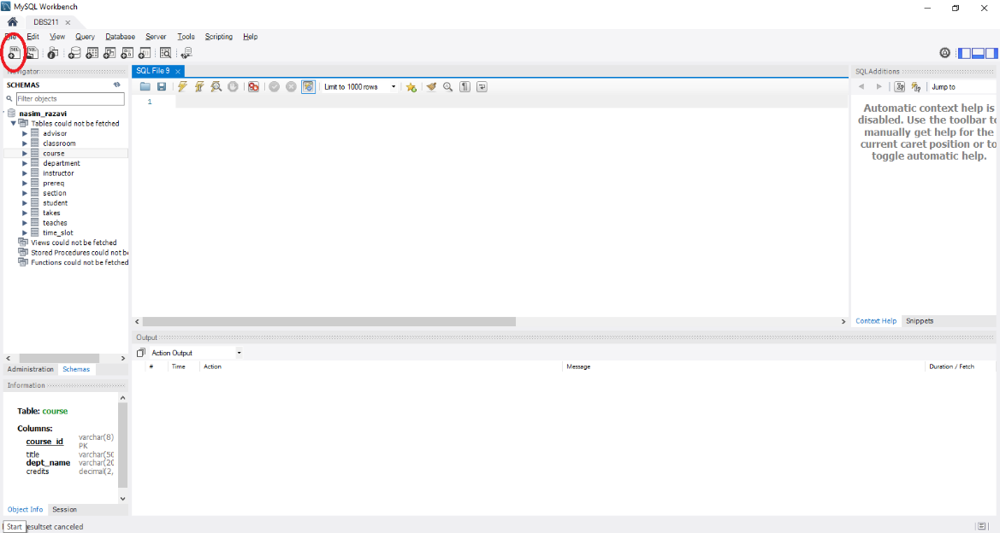 MySQL Workbench
DBS211
File Edit View Query Database Server Tools Scripting Help
Navigator
SCHEMAS
Filter objects
nasim_razavi
Tables could not be fetched
advisor
classroom
course
department
instructor
prereq
section
student
takes
teaches
time_slot
Views could not be fetched
Stored Procedures could not be
Functions could not be fetched
Administration Schemas
Information
Table: course
Columns:
course_id varchar(8)
PK
title varchar(50
dept_name varchar(20
credits decimal(2,
Object Info Session
SQL File 9
Limit to 1000 rows
1
SQLAdditions
Jump to
Automatic context help is
disabled. Use the toolbar to
manually get help for the
current caret position or to
toggle automatic help.
Context Help Snippets
Output
Action Output
# Time Action Message Duration / Fetch
Start resultset canceled